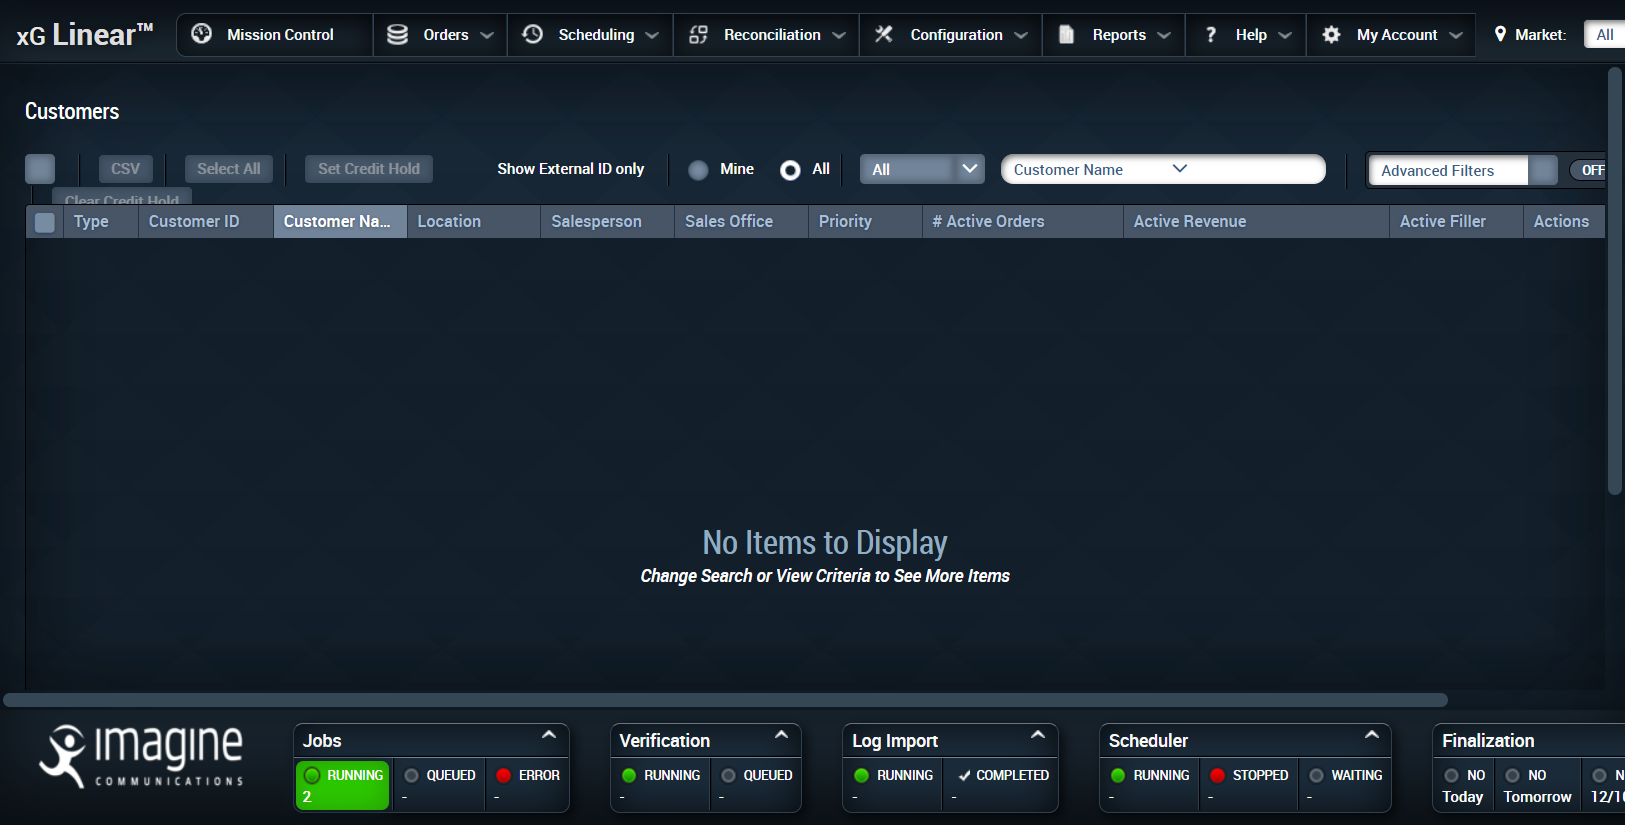 xG Linear™
Mission Control
Orders
Scheduling
Reconciliation
Configuration
Reports
? Help
My Account
Market:
All
Customers
CSV
Select All
Set Credit Hold
Show External ID only
Mine
All
All
Customer Name
Advanced Filters
OFF
Clear Credit Hold
Type
Customer ID
Customer Na...
Location
Salesperson
Sales Office
Priority
# Active Orders
Active Revenue
Active Filler
Actions
No Items to Display
Change Search or View Criteria to See More Items
imagine
COMMUNICATIONS
Jobs
RUNNING
2
QUEUED
-
ERROR
-
Verification
RUNNING
-
QUEUED
-
Log Import
RUNNING
-
COMPLETED
-
Scheduler
RUNNING
-
STOPPED
-
WAITING
-
Finalization
NO
Today
NO
Tomorrow